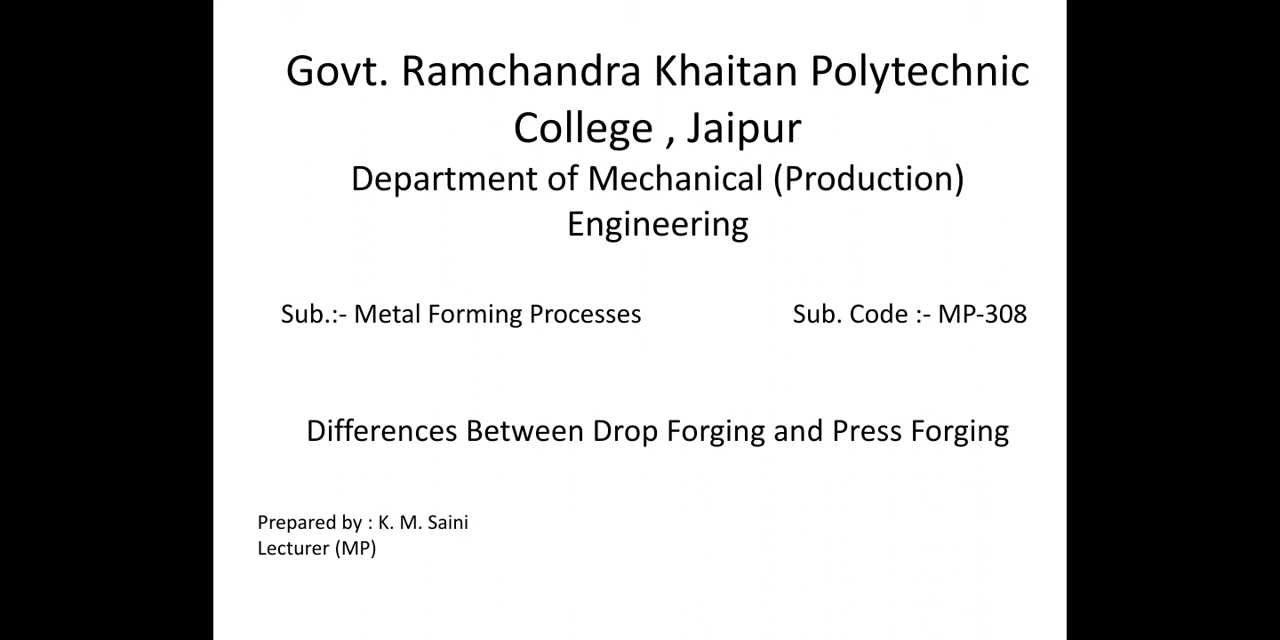 Govt. Ramchandra Khaitan Polytechnic
College , Jaipur
Department of Mechanical (Production)
Engineering
Sub.:- Metal Forming Processes Sub. Code :- MP-308
Differences Between Drop Forging and Press Forging
Prepared by : K. M. Saini
Lecturer (MP)